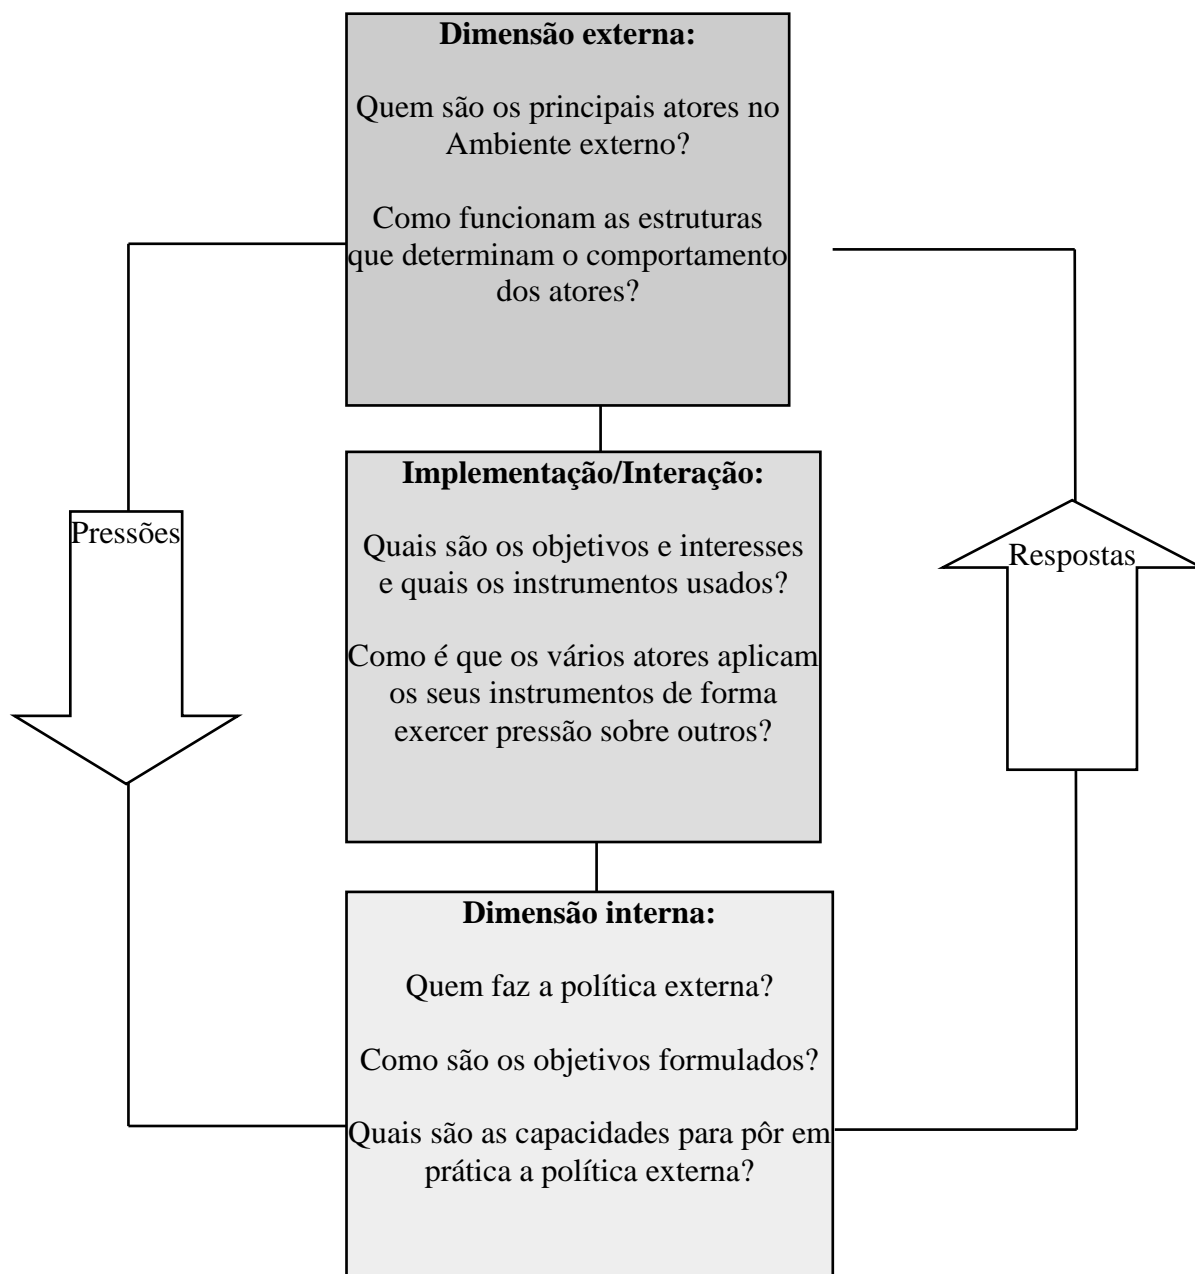 Dimensão externa:
Quem são os principais atores no
Ambiente externo?
Como funcionam as estruturas
que determinam o comportamento
dos atores?
Implementação/Interação:
Pressões
Quais são os objetivos e interesses
e quais os instrumentos usados?
Respostas
Como é que os vários atores aplicam
os seus instrumentos de forma
exercer pressão sobre outros?
Dimensão interna:
Quem faz a política externa?
Como são os objetivos formulados?
Quais são as capacidades para pôr em
prática a política externa?